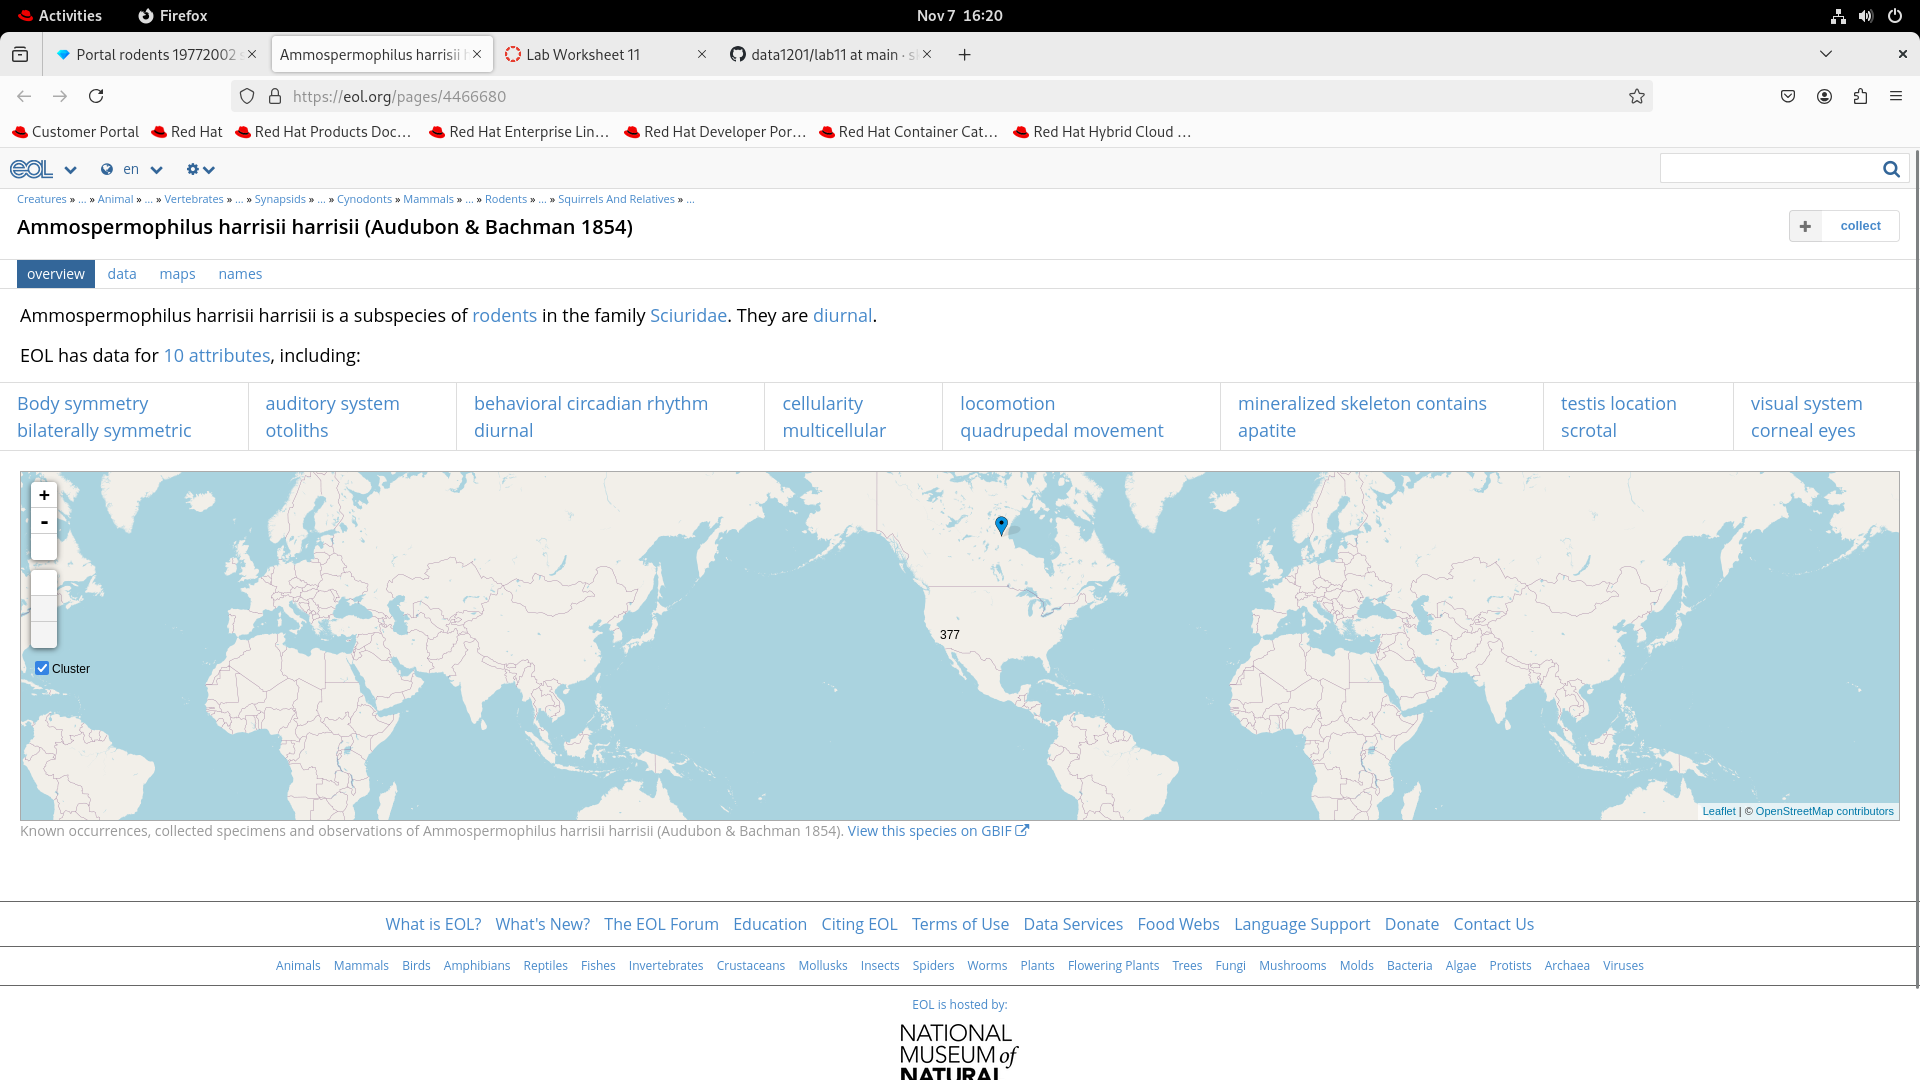 Activities Firefox Nov 7 16:20
Portal rodents 19772002 Ammospermophilus harrisii Lab Worksheet 11 data1201/lab11 at main ·
https://eol.org/pages/4466680
Customer Portal Red Hat Red Hat Products Doc... Red Hat Enterprise Lin... Red Hat Developer Por... Red Hat Container Cat... Red Hat Hybrid Cloud ...
eol en
Creatures » ... » Animal » ... » Vertebrates » ... » Synapsids » ... » Cynodonts » Mammals » ... » Rodents » ... » Squirrels And Relatives » ...
Ammospermophilus harrisii harrisii (Audubon & Bachman 1854)
+ collect
overview data maps names
Ammospermophilus harrisii harrisii is a subspecies of rodents in the family Sciuridae. They are diurnal.
EOL has data for 10 attributes, including:
Body symmetry auditory system behavioral circadian rhythm cellularity locomotion mineralized skeleton contains testis location visual system
bilaterally symmetric otoliths diurnal multicellular quadrupedal movement apatite scrotal corneal eyes
+
-
377
Cluster
Leaflet | © OpenStreetMap contributors
Known occurrences, collected specimens and observations of Ammospermophilus harrisii harrisii (Audubon & Bachman 1854). View this species on GBIF
What is EOL? What's New? The EOL Forum Education Citing EOL Terms of Use Data Services Food Webs Language Support Donate Contact Us
Animals Mammals Birds Amphibians Reptiles Fishes Invertebrates Crustaceans Mollusks Insects Spiders Worms Plants Flowering Plants Trees Fungi Mushrooms Molds Bacteria Algae Protists Archaea Viruses
EOL is hosted by:
NATIONAL
MUSEUM of
NATURAL